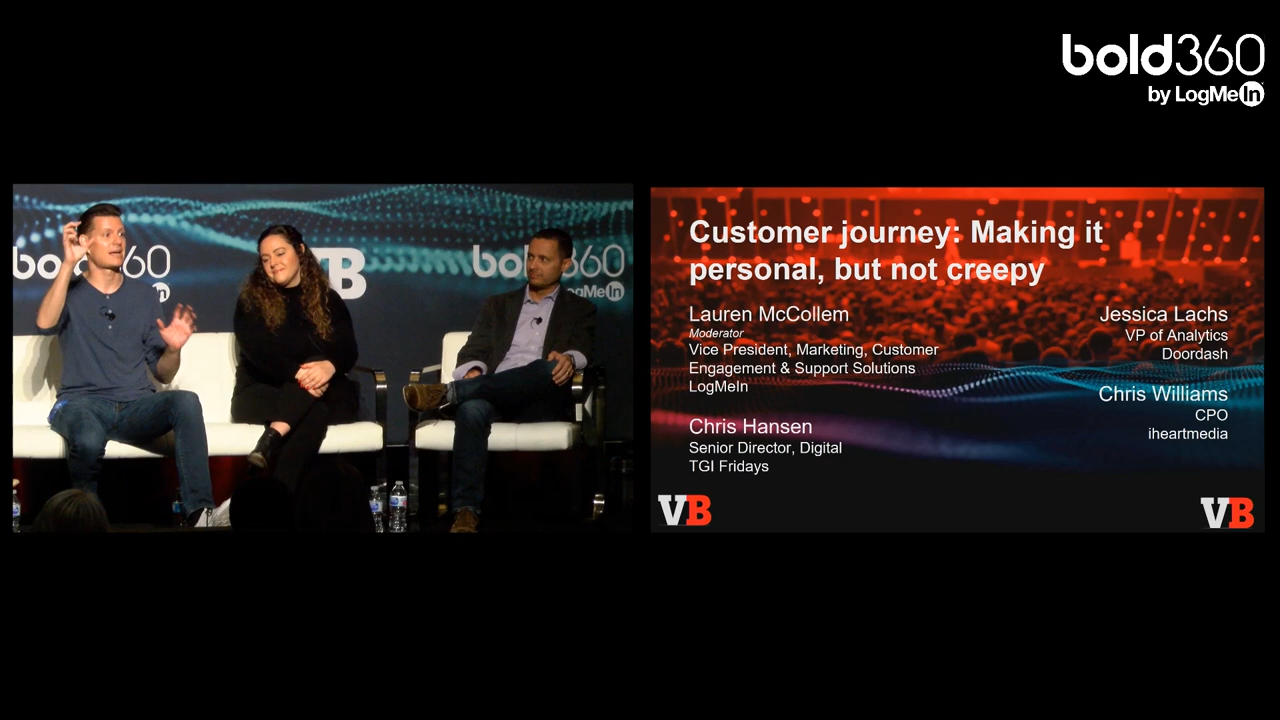 bold360
by LogMeIn
bold360
VB
bold360
LogMeIn
Customer journey: Making it
personal, but not creepy
Lauren McCollem
Moderator
Vice President, Marketing, Customer
Engagement & Support Solutions
LogMeIn
Chris Hansen
Senior Director, Digital
TGI Fridays
Jessica Lachs
VP of Analytics
Doordash
Chris Williams
CPO
iheartmedia
VB
VB